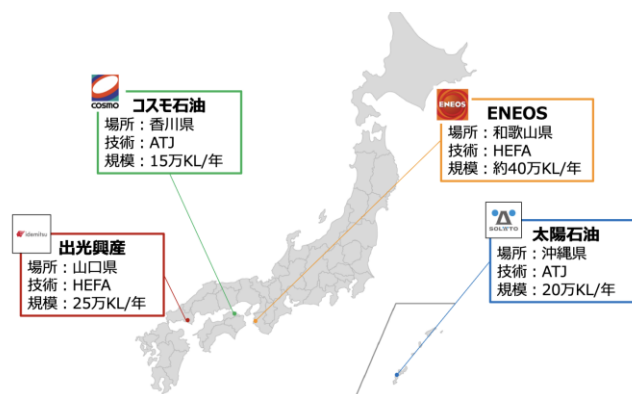 COSMO
コスモ石油
場所：香川県
技術：ATJ
規模：15万KL/年
ENEOS
ENEOS
場所：和歌山県
技術：HEFA
規模：約40万KL/年
idemitsu
出光興産
場所：山口県
技術：HEFA
規模：25万KL/年
SOLATO
太陽石油
場所：沖縄県
技術：ATJ
規模：20万KL/年